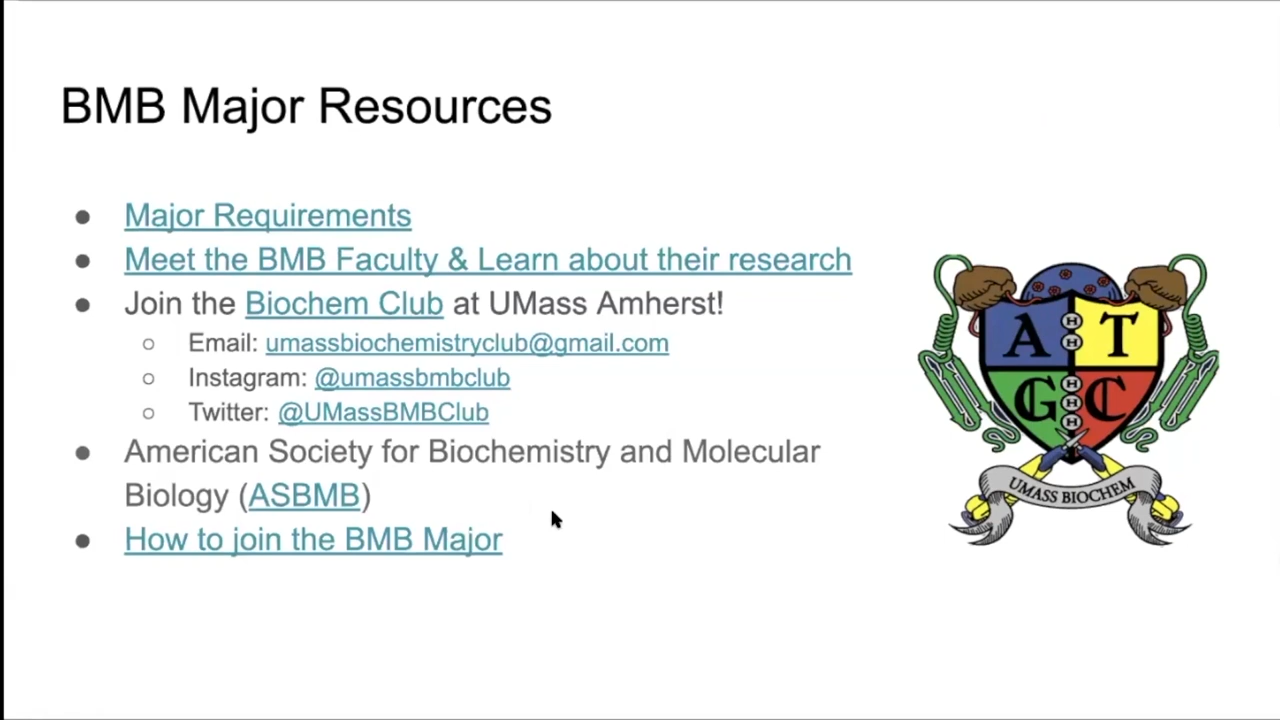 BMB Major Resources
● Major Requirements
● Meet the BMB Faculty & Learn about their research
● Join the Biochem Club at UMass Amherst!
○ Email: umassbiochemistryclub@gmail.com
○ Instagram: @umassbmbclub
○ Twitter: @UMassBMBClub
● American Society for Biochemistry and Molecular
Biology (ASBMB)
● How to join the BMB Major
A H T
H
G H C
H
H
UMASS BIOCHEM